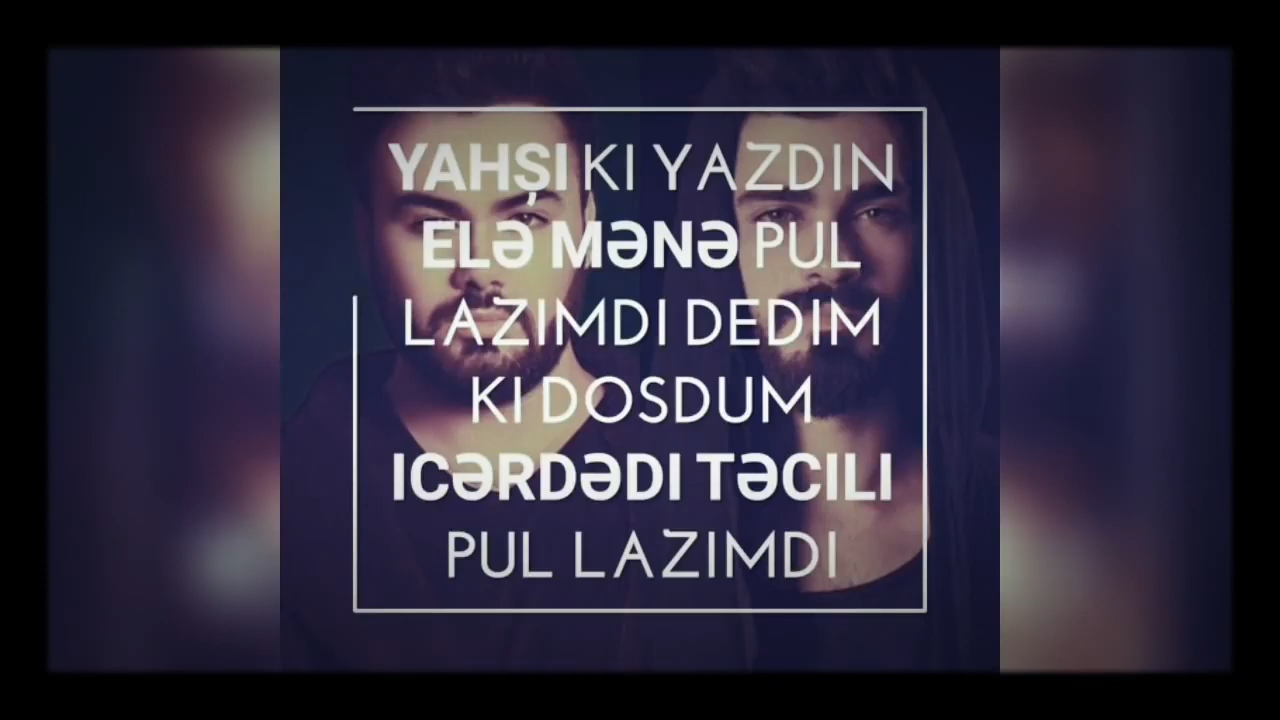 YAHŞI KI YAZDIN
ELƏ MƏNƏ PUL
LAZIMDI DEDIM
KI DOSDUM
ICƏRDƏDI TƏCILI
PUL LAZIMDI